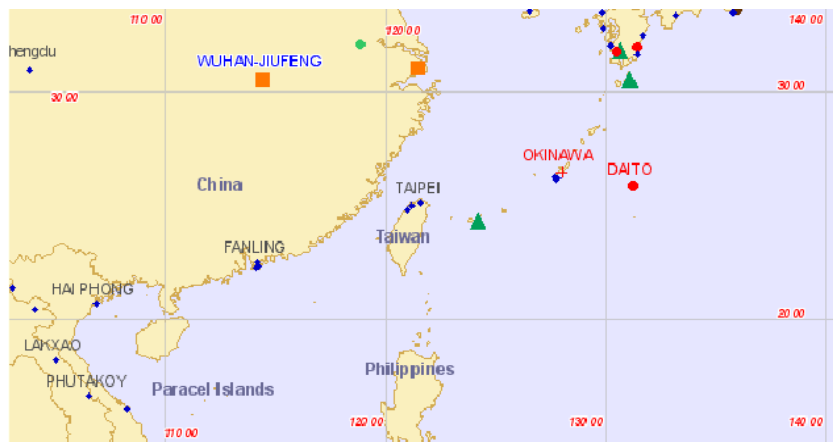 110 00
120 00
140 00
hengdu
WUHAN-JIUFENG
30 00
30 00
OKINAWA
DAITO
China
TAIPEI
Taiwan
FANLING
HAI PHONG
20 00
LAKXAO
Philippines
PHUTAKOY
Paracel Islands
110 00
120 00
130 00
140 00